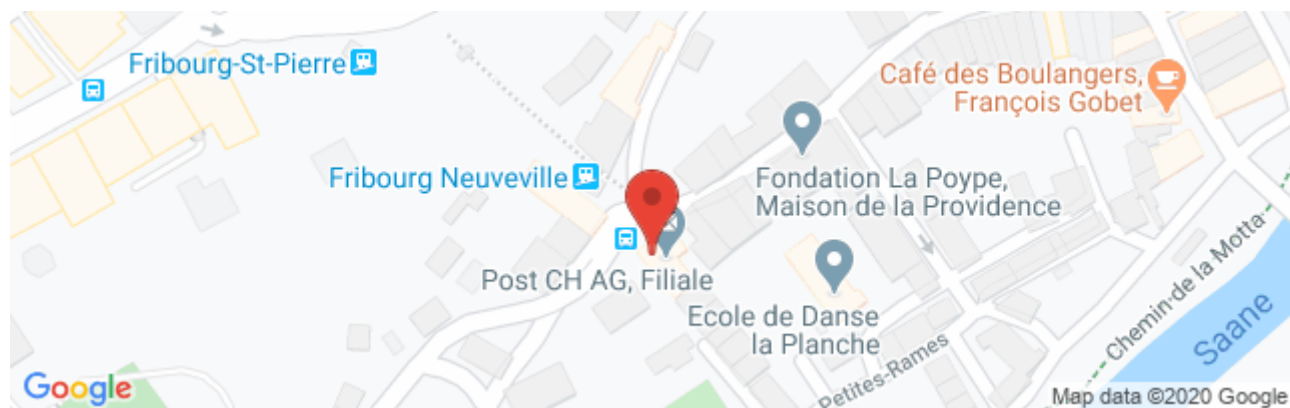 Fribourg-St-Pierre
Café des Boulangers,
François Gobet
Fribourg Neuveville
Fondation La Poype,
Maison de la Providence
Post CH AG, Filiale
Ecole de Danse
la Planche
Petites-Rames
Chemin de la Motta
Saane
Google
Map data ©2020 Google